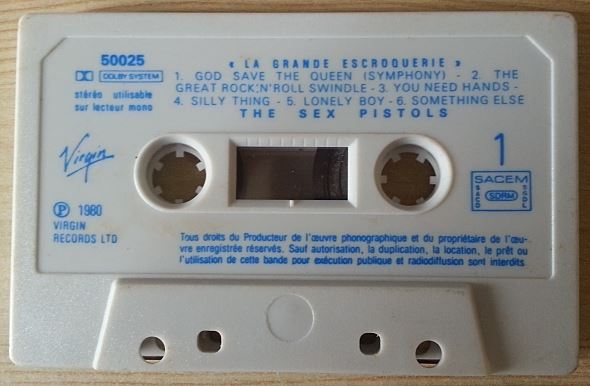 50025
« LA GRANDE ESCROQUERIE »
DOLBY SYSTEM
stéréo utilisable
sur lecteur mono
1. GOD SAVE THE QUEEN (SYMPHONY) - 2. THE
GREAT ROCK'N'ROLL SWINDLE - 3. YOU NEED HANDS -
4. SILLY THING - 5. LONELY BOY - 6. SOMETHING ELSE
THE SEX PISTOLS
Virgin
1
SACEM
SACD
SDRM
SGDL
Ⓟ 1980
VIRGIN
RECORDS LTD
Tous droits du Producteur de l'œuvre phonographique et du propriétaire de l'œu-
vre enregistrée réservés. Sauf autorisation, la duplication, la location, le prêt ou
l'utilisation de cette bande pour exécution publique et radiodiffusion sont interdits